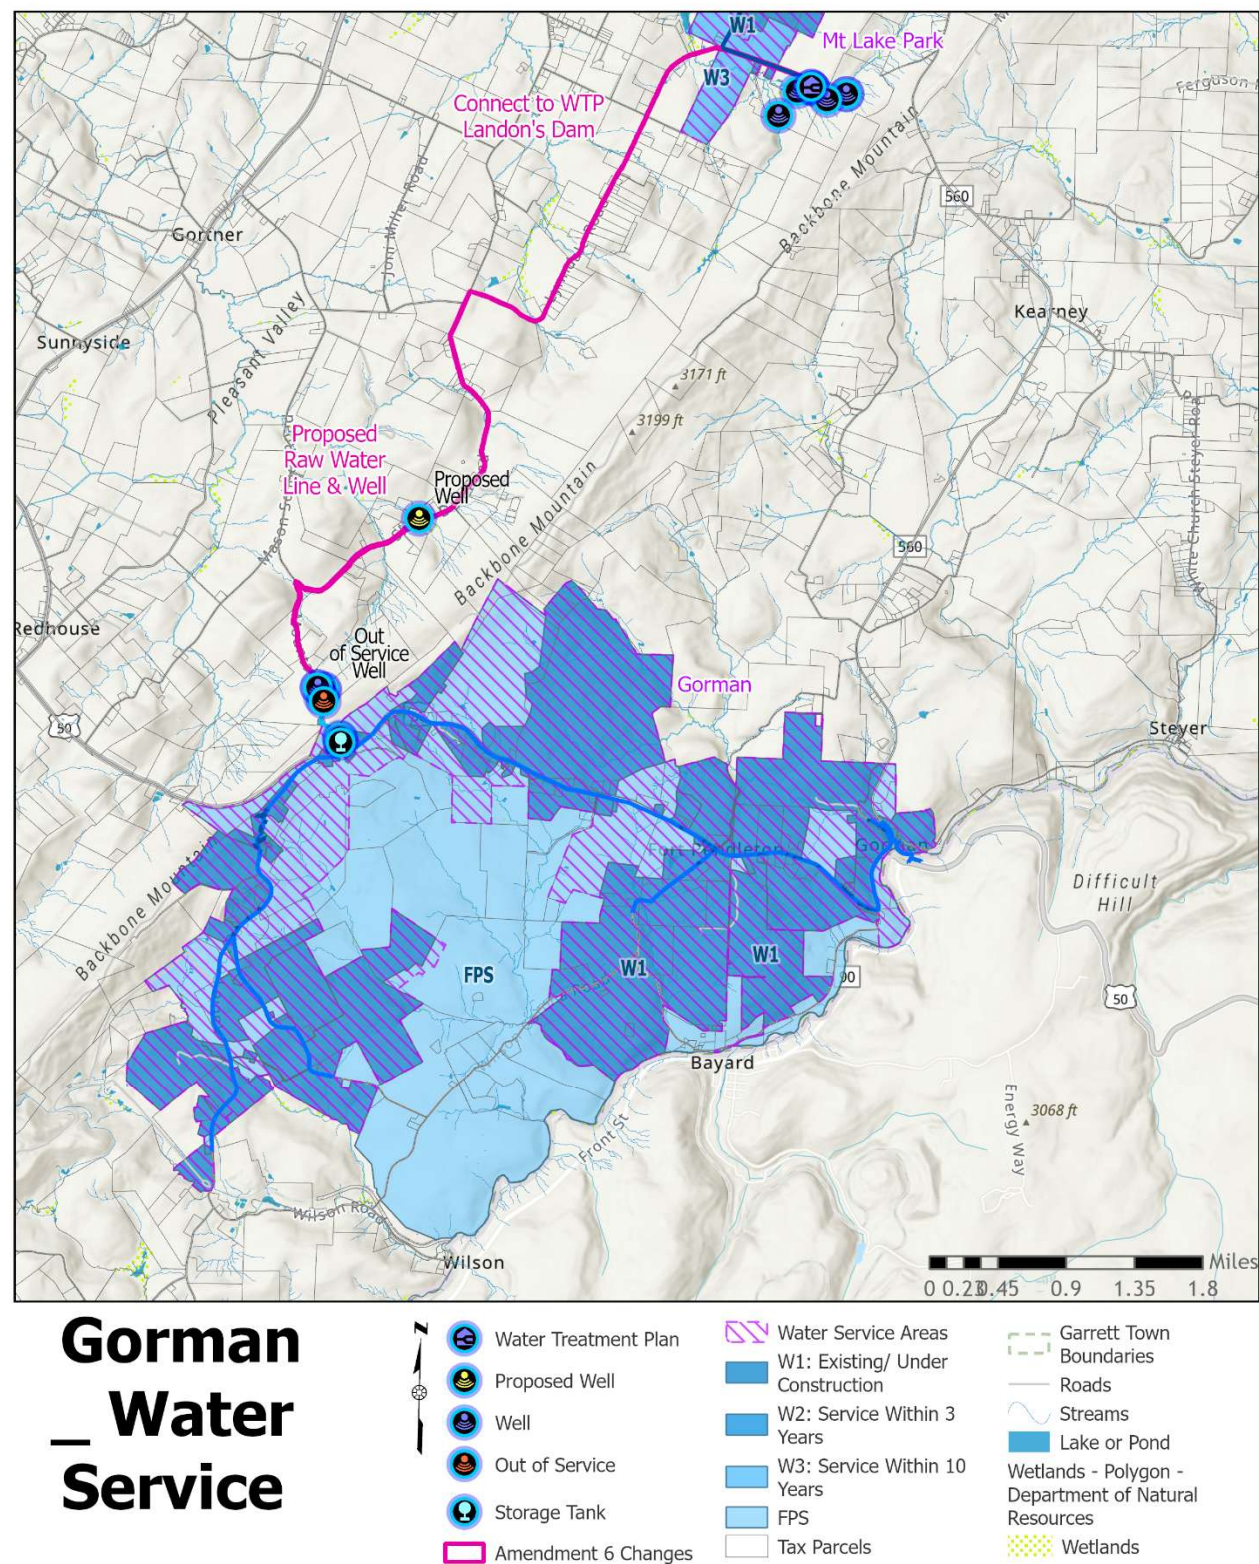 W1
Mt Lake Park
W3
Connect to WTP
Landon's Dam
Backbone Mountain
560
Gortner
Kearney
Sunnyside
Pleasant Valley
3171 ft
3199 ft
Proposed
Raw Water
Line & Well
Proposed
Well
Backbone Mountain
560
Redhouse
Out
of Service
Well
Gorman
50
Steyer
Fort Pendleton
Gorman
Difficult
Hill
Backbone Mountain
FPS
W1
W1
50
Bayard
Energy Way
3068 ft
Front St
Wilson Road
Wilson
Miles
0 0.23 0.45 0.9 1.35 1.8
Gorman
_ Water
Service
N
Water Treatment Plan
Proposed Well
Well
Out of Service
Storage Tank
Amendment 6 Changes
Water Service Areas
W1: Existing/ Under
Construction
W2: Service Within 3
Years
W3: Service Within 10
Years
FPS
Tax Parcels
Garrett Town
Boundaries
Roads
Streams
Lake or Pond
Wetlands - Polygon -
Department of Natural
Resources
Wetlands